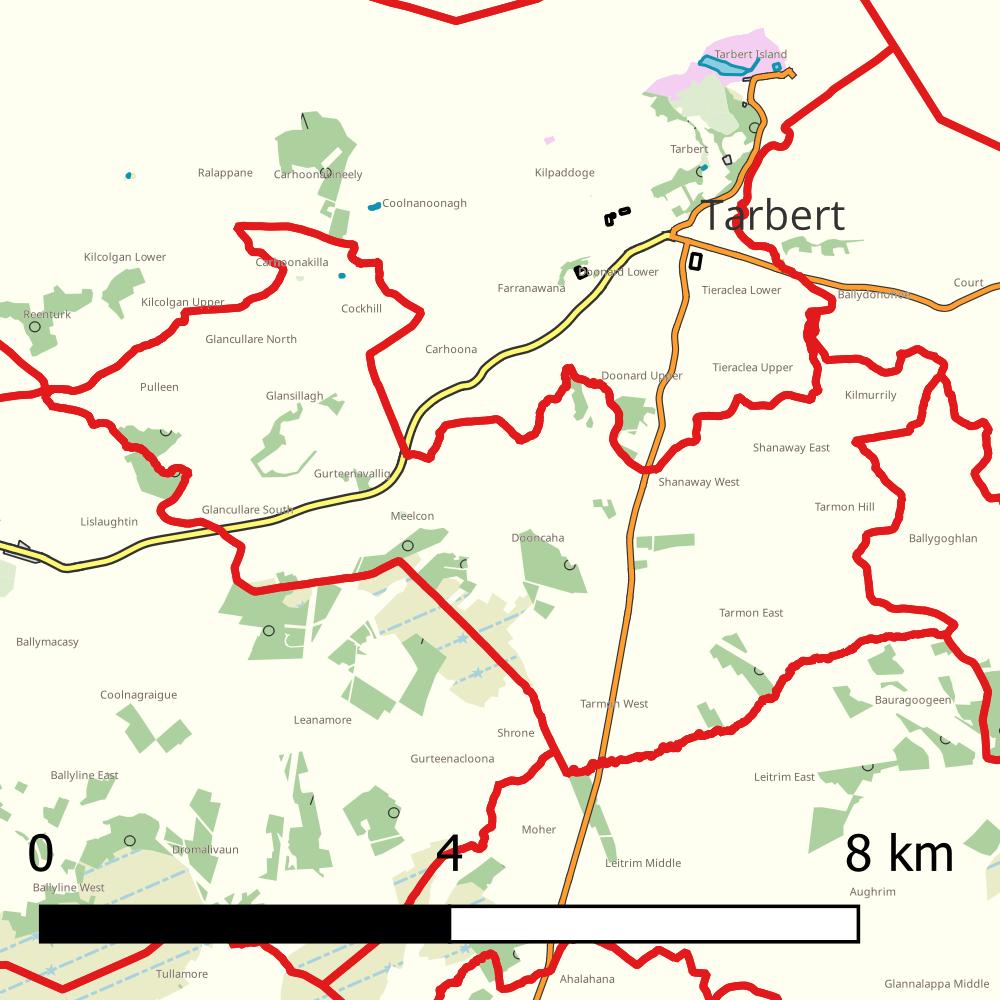 Tarbert Island
Tarbert
Ralappane
Carhoonakineely
Kilpaddoge
Coolnanoonagh
Tarbert
Kilcolgan Lower
Carhoonakilla
Doonard Lower
Court
Farranawana
Tieraclea Lower
Ballydonohoe
Kilcolgan Upper
Cockhill
Reenturk
Glancullare North
Carhoona
Tieraclea Upper
Doonard Upper
Pulleen
Glansillagh
Kilmurrily
Shanaway East
Gurteenavallig
Shanaway West
Glancullare South
Tarmon Hill
Meelcon
Lislaughtin
Dooncaha
Ballygoghlan
Tarmon East
Ballymacasy
Coolnagraigue
Bauragoogeen
Tarmon West
Leanamore
Shrone
Gurteenacloona
Ballyline East
Leitrim East
Moher
0 4 8 km
Dromalivaun
Leitrim Middle
Ballyline West
Aughrim
Tullamore
Ahalahana
Glannalappa Middle